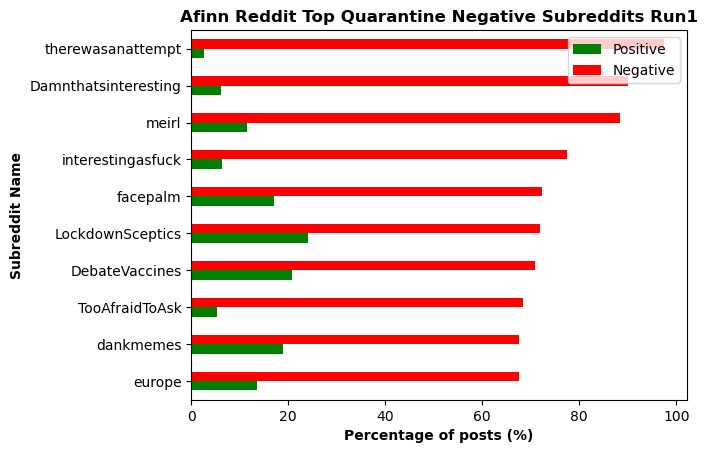 Afinn Reddit Top Quarantine Negative Subreddits Run1
Positive
Negative
therewasanattempt
Damnthatsinteresting
meirl
interestingasfuck
facepalm
LockdownSceptics
DebateVaccines
TooAfraidToAsk
dankmemes
europe
Subreddit Name
0 20 40 60 80 100
Percentage of posts (%)